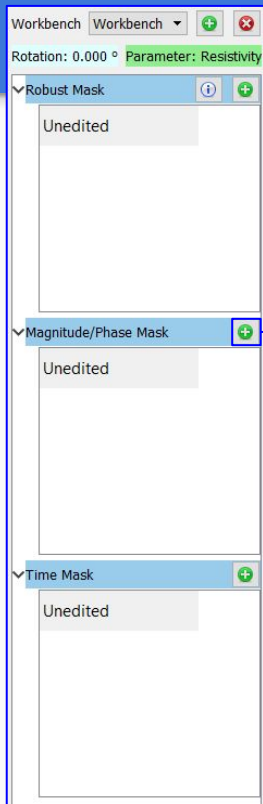 Workbench Workbench
Rotation: 0.000 º Parameter: Resistivity
Robust Mask
Unedited
Magnitude/Phase Mask
Unedited
Time Mask
Unedited